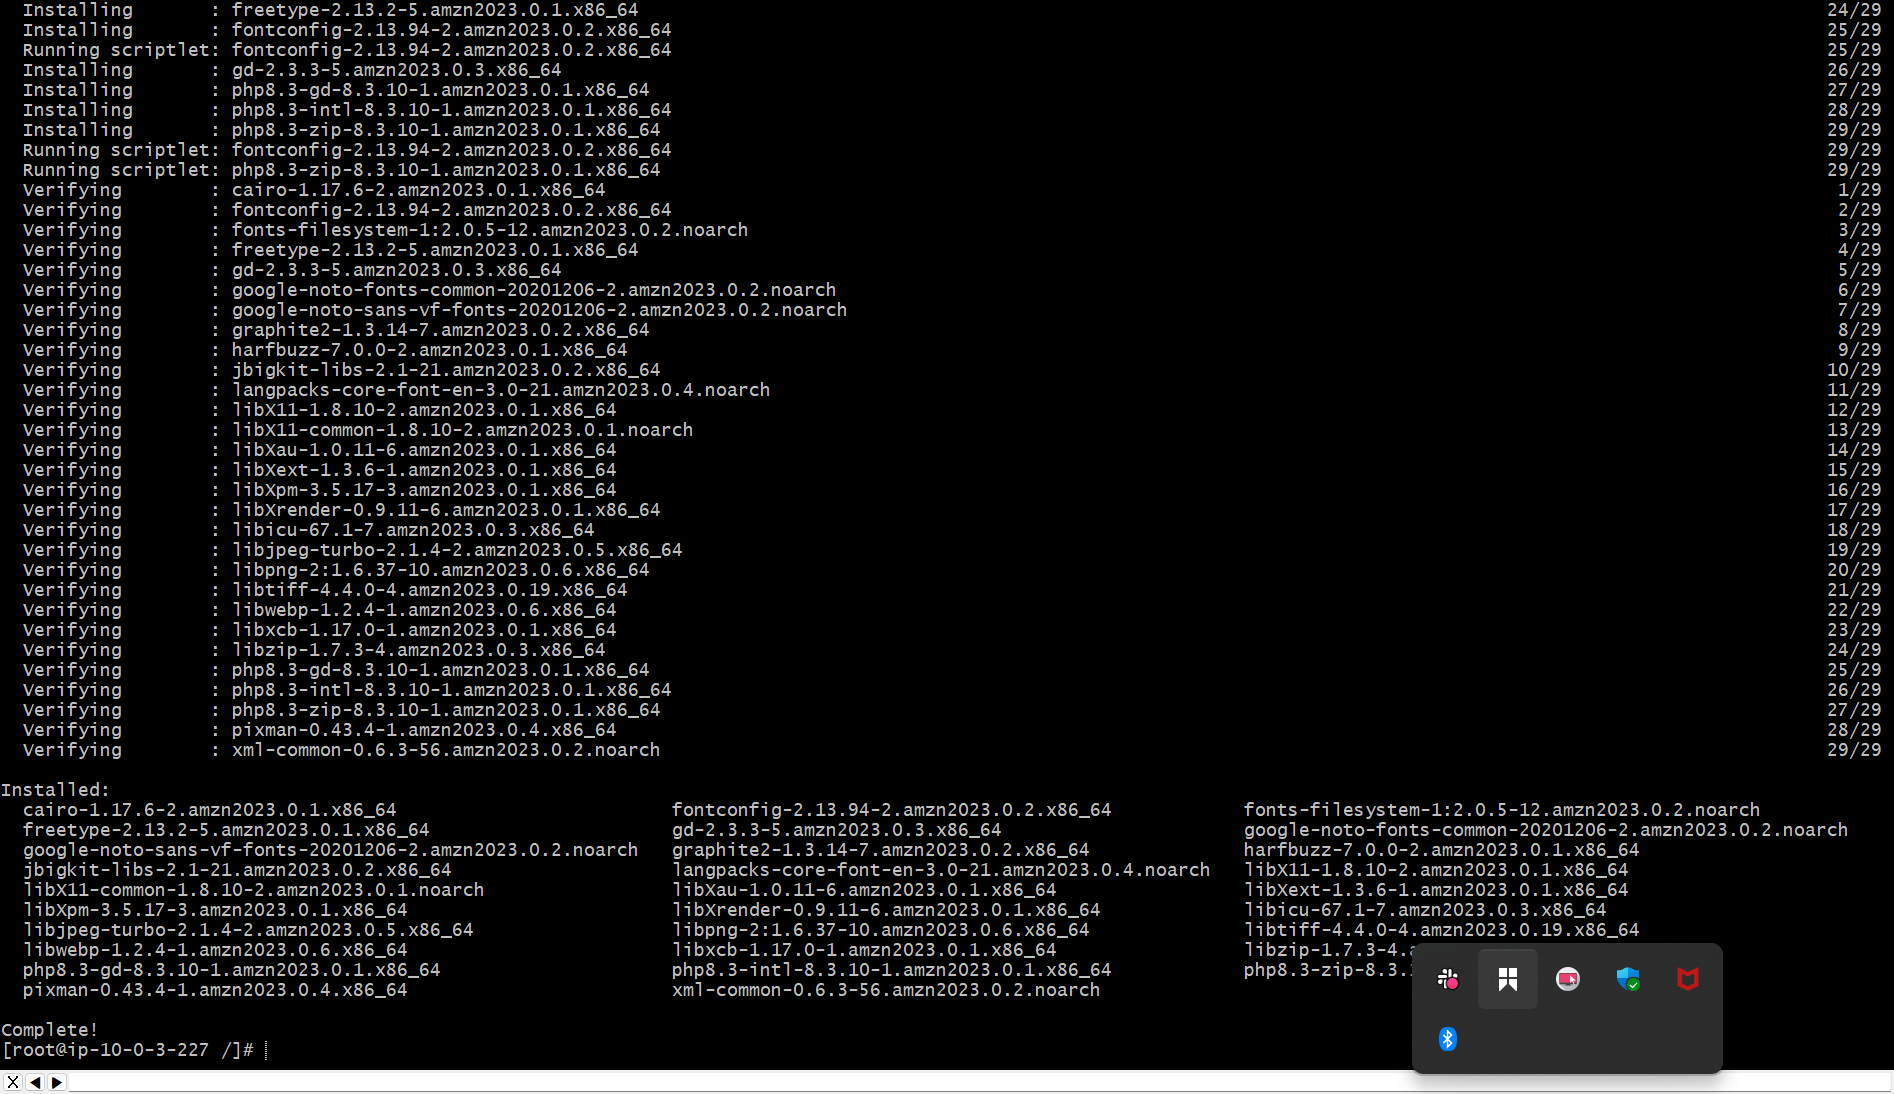 Installing : freetype-2.13.2-5.amzn2023.0.1.x86_64 24/29
Installing : fontconfig-2.13.94-2.amzn2023.0.2.x86_64 25/29
Running scriptlet: fontconfig-2.13.94-2.amzn2023.0.2.x86_64 25/29
Installing : gd-2.3.3-5.amzn2023.0.3.x86_64 26/29
Installing : php8.3-gd-8.3.10-1.amzn2023.0.1.x86_64 27/29
Installing : php8.3-intl-8.3.10-1.amzn2023.0.1.x86_64 28/29
Installing : php8.3-zip-8.3.10-1.amzn2023.0.1.x86_64 29/29
Running scriptlet: fontconfig-2.13.94-2.amzn2023.0.2.x86_64 29/29
Running scriptlet: php8.3-zip-8.3.10-1.amzn2023.0.1.x86_64 29/29
Verifying : cairo-1.17.6-2.amzn2023.0.1.x86_64 1/29
Verifying : fontconfig-2.13.94-2.amzn2023.0.2.x86_64 2/29
Verifying : fonts-filesystem-1:2.0.5-12.amzn2023.0.2.noarch 3/29
Verifying : freetype-2.13.2-5.amzn2023.0.1.x86_64 4/29
Verifying : gd-2.3.3-5.amzn2023.0.3.x86_64 5/29
Verifying : google-noto-fonts-common-20201206-2.amzn2023.0.2.noarch 6/29
Verifying : google-noto-sans-vf-fonts-20201206-2.amzn2023.0.2.noarch 7/29
Verifying : graphite2-1.3.14-7.amzn2023.0.2.x86_64 8/29
Verifying : harfbuzz-7.0.0-2.amzn2023.0.1.x86_64 9/29
Verifying : jbigkit-libs-2.1-21.amzn2023.0.2.x86_64 10/29
Verifying : langpacks-core-font-en-3.0-21.amzn2023.0.4.noarch 11/29
Verifying : libX11-1.8.10-2.amzn2023.0.1.x86_64 12/29
Verifying : libX11-common-1.8.10-2.amzn2023.0.1.noarch 13/29
Verifying : libXau-1.0.11-6.amzn2023.0.1.x86_64 14/29
Verifying : libXext-1.3.6-1.amzn2023.0.1.x86_64 15/29
Verifying : libXpm-3.5.17-3.amzn2023.0.1.x86_64 16/29
Verifying : libXrender-0.9.11-6.amzn2023.0.1.x86_64 17/29
Verifying : libicu-67.1-7.amzn2023.0.3.x86_64 18/29
Verifying : libjpeg-turbo-2.1.4-2.amzn2023.0.5.x86_64 19/29
Verifying : libpng-2:1.6.37-10.amzn2023.0.6.x86_64 20/29
Verifying : libtiff-4.4.0-4.amzn2023.0.19.x86_64 21/29
Verifying : libwebp-1.2.4-1.amzn2023.0.6.x86_64 22/29
Verifying : libxcb-1.17.0-1.amzn2023.0.1.x86_64 23/29
Verifying : libzip-1.7.3-4.amzn2023.0.3.x86_64 24/29
Verifying : php8.3-gd-8.3.10-1.amzn2023.0.1.x86_64 25/29
Verifying : php8.3-intl-8.3.10-1.amzn2023.0.1.x86_64 26/29
Verifying : php8.3-zip-8.3.10-1.amzn2023.0.1.x86_64 27/29
Verifying : pixman-0.43.4-1.amzn2023.0.4.x86_64 28/29
Verifying : xml-common-0.6.3-56.amzn2023.0.2.noarch 29/29
Installed:
cairo-1.17.6-2.amzn2023.0.1.x86_64 fontconfig-2.13.94-2.amzn2023.0.2.x86_64 fonts-filesystem-1:2.0.5-12.amzn2023.0.2.noarch
freetype-2.13.2-5.amzn2023.0.1.x86_64 gd-2.3.3-5.amzn2023.0.3.x86_64 google-noto-fonts-common-20201206-2.amzn2023.0.2.noarch
google-noto-sans-vf-fonts-20201206-2.amzn2023.0.2.noarch graphite2-1.3.14-7.amzn2023.0.2.x86_64 harfbuzz-7.0.0-2.amzn2023.0.1.x86_64
jbigkit-libs-2.1-21.amzn2023.0.2.x86_64 langpacks-core-font-en-3.0-21.amzn2023.0.4.noarch libX11-1.8.10-2.amzn2023.0.1.x86_64
libX11-common-1.8.10-2.amzn2023.0.1.noarch libXau-1.0.11-6.amzn2023.0.1.x86_64 libXext-1.3.6-1.amzn2023.0.1.x86_64
libXpm-3.5.17-3.amzn2023.0.1.x86_64 libXrender-0.9.11-6.amzn2023.0.1.x86_64 libicu-67.1-7.amzn2023.0.3.x86_64
libjpeg-turbo-2.1.4-2.amzn2023.0.5.x86_64 libpng-2:1.6.37-10.amzn2023.0.6.x86_64 libtiff-4.4.0-4.amzn2023.0.19.x86_64
libwebp-1.2.4-1.amzn2023.0.6.x86_64 libxcb-1.17.0-1.amzn2023.0.1.x86_64 libzip-1.7.3-4.
php8.3-gd-8.3.10-1.amzn2023.0.1.x86_64 php8.3-intl-8.3.10-1.amzn2023.0.1.x86_64 php8.3-zip-8.3.
pixman-0.43.4-1.amzn2023.0.4.x86_64 xml-common-0.6.3-56.amzn2023.0.2.noarch
Complete!
[root@ip-10-0-3-227 /]#